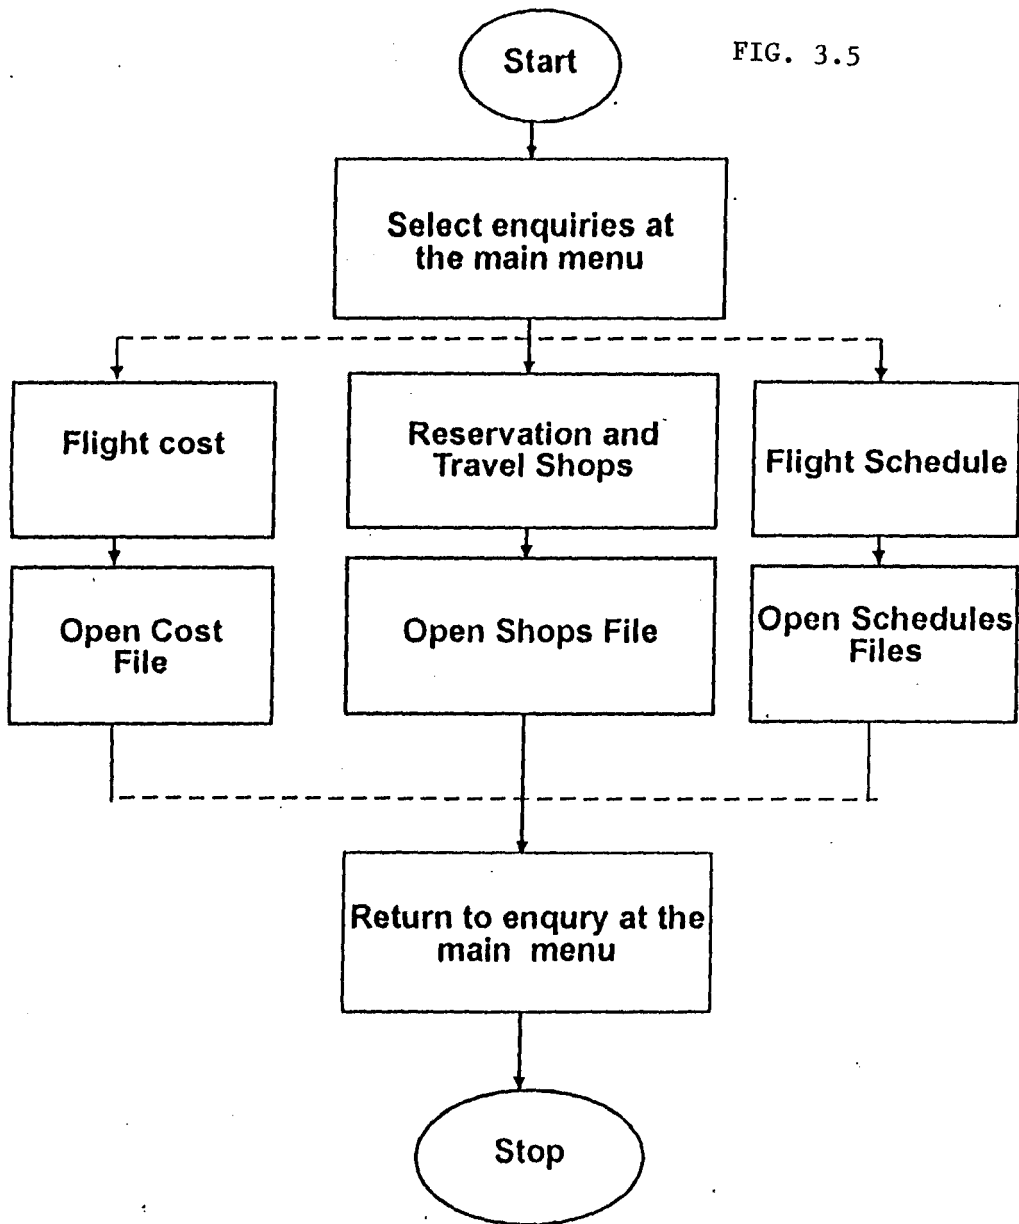 Start
FIG. 3.5
Select enquiries at
the main menu
Flight cost
Reservation and
Travel Shops
Flight Schedule
Open Cost
File
Open Shops File
Open Schedules
Files
Return to enqury at the
main menu
Stop